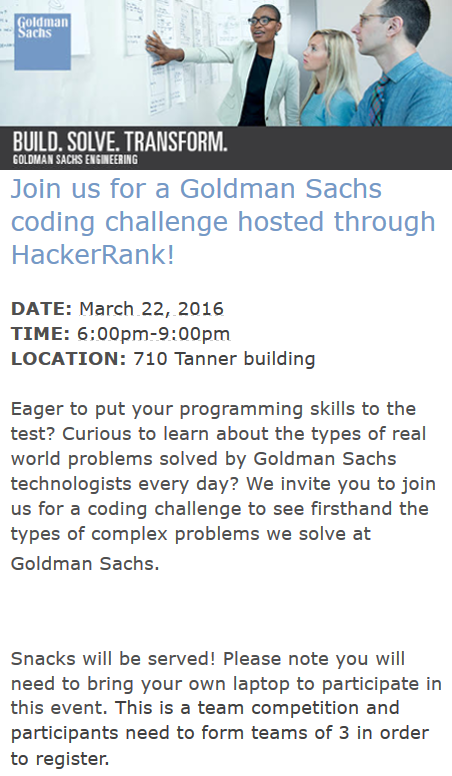 Goldman
Sachs
BUILD. SOLVE. TRANSFORM.
GOLDMAN SACHS ENGINEERING
Join us for a Goldman Sachs
coding challenge hosted through
HackerRank!
DATE: March 22, 2016
TIME: 6:00pm-9:00pm
LOCATION: 710 Tanner building
Eager to put your programming skills to the
test? Curious to learn about the types of real
world problems solved by Goldman Sachs
technologists every day? We invite you to join
us for a coding challenge to see firsthand the
types of complex problems we solve at
Goldman Sachs.
Snacks will be served! Please note you will
need to bring your own laptop to participate in
this event. This is a team competition and
participants need to form teams of 3 in order
to register.